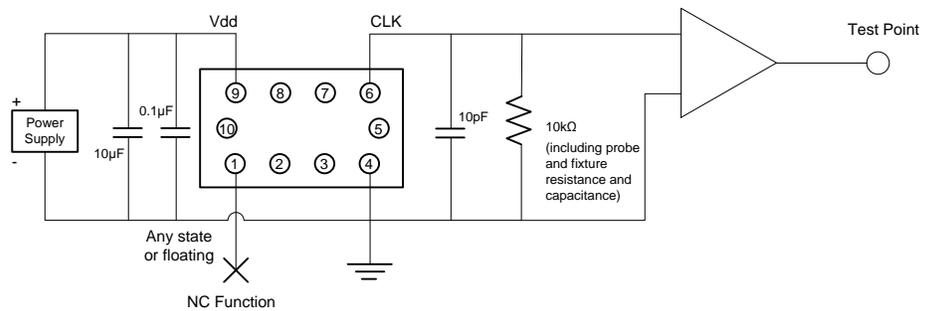 Vdd
CLK
Test Point
+
Power
Supply
-
10µF
0.1µF
9
8
7
6
10
5
1
2
3
4
10pF
10kΩ
(including probe
and fixture
resistance and
capacitance)
Any state
or floating
NC Function